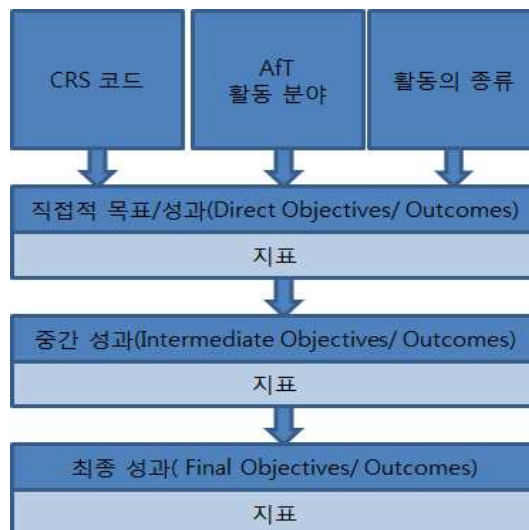 CRS 코드
AfT
활동 분야
활동의 종류
직접적 목표/성과(Direct Objectives/ Outcomes)
지표
중간 성과(Intermediate Objectives/ Outcomes)
지표
최종 성과( Final Objectives/ Outcomes)
지표